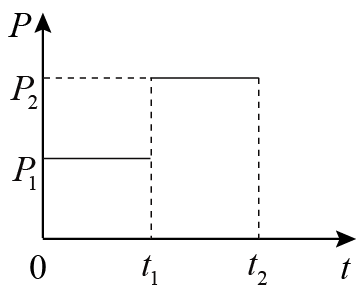 P
P₂
P₁
0 t₁ t₂ t